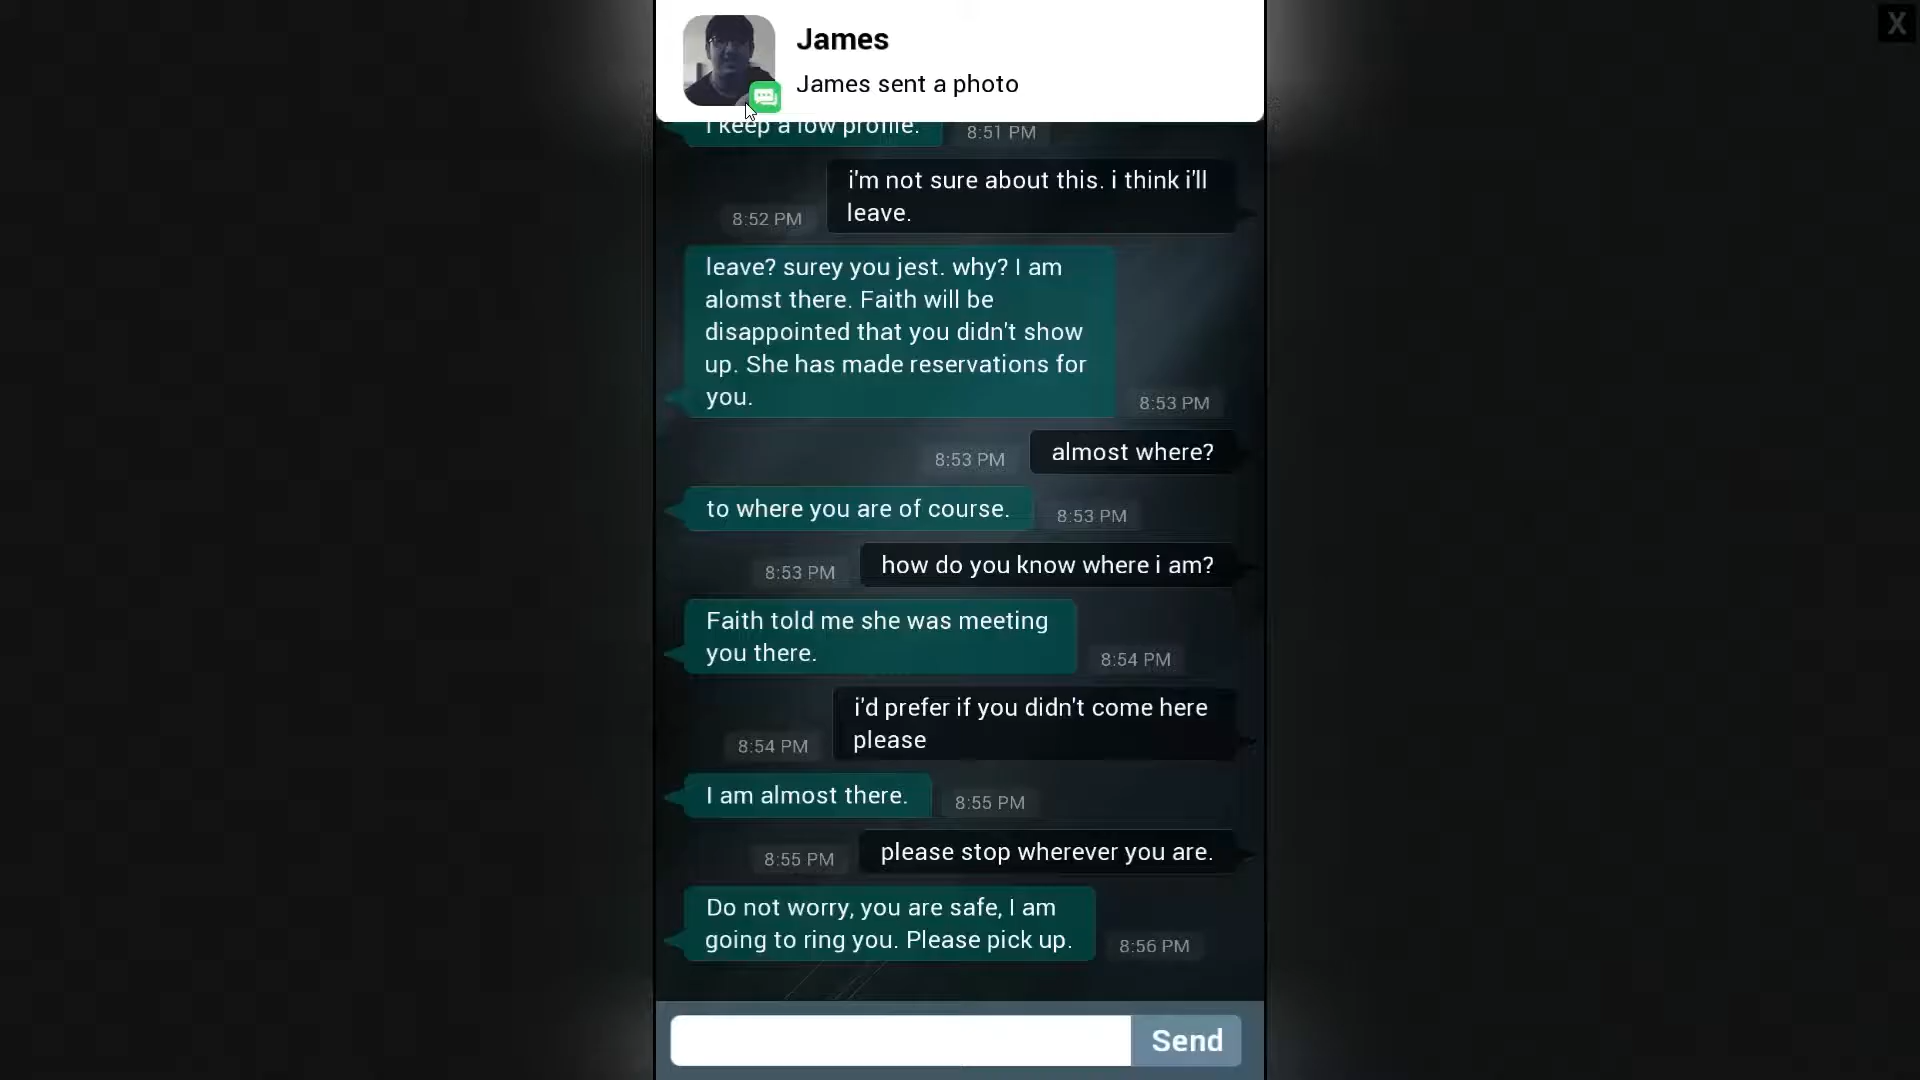 X
James
James sent a photo
I keep a low profile.
8:51 PM
i'm not sure about this. i think i'll
leave.
8:52 PM
leave? surey you jest. why? I am
alomst there. Faith will be
disappointed that you didn't show
up. She has made reservations for
you.
8:53 PM
almost where?
8:53 PM
to where you are of course.
8:53 PM
how do you know where i am?
8:53 PM
Faith told me she was meeting
you there.
8:54 PM
i'd prefer if you didn't come here
please
8:54 PM
I am almost there.
8:55 PM
please stop wherever you are.
8:55 PM
Do not worry, you are safe, I am
going to ring you. Please pick up.
8:56 PM
Send